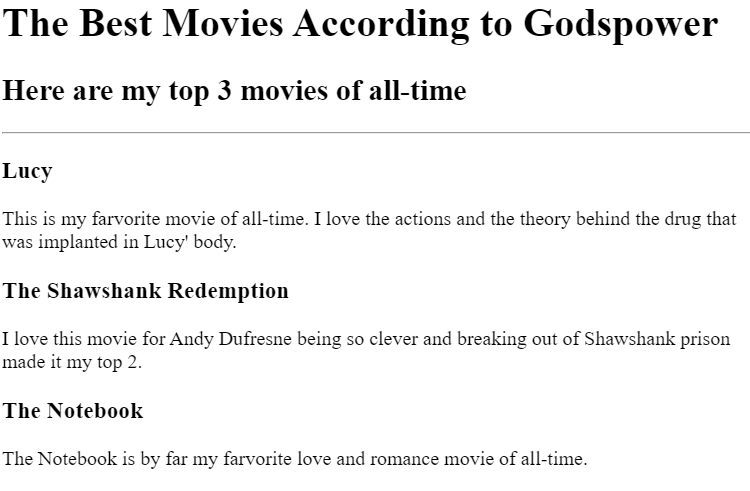 The Best Movies According to Godspower
Here are my top 3 movies of all-time
Lucy
This is my farvorite movie of all-time. I love the actions and the theory behind the drug that
was implanted in Lucy' body.
The Shawshank Redemption
I love this movie for Andy Dufresne being so clever and breaking out of Shawshank prison
made it my top 2.
The Notebook
The Notebook is by far my farvorite love and romance movie of all-time.